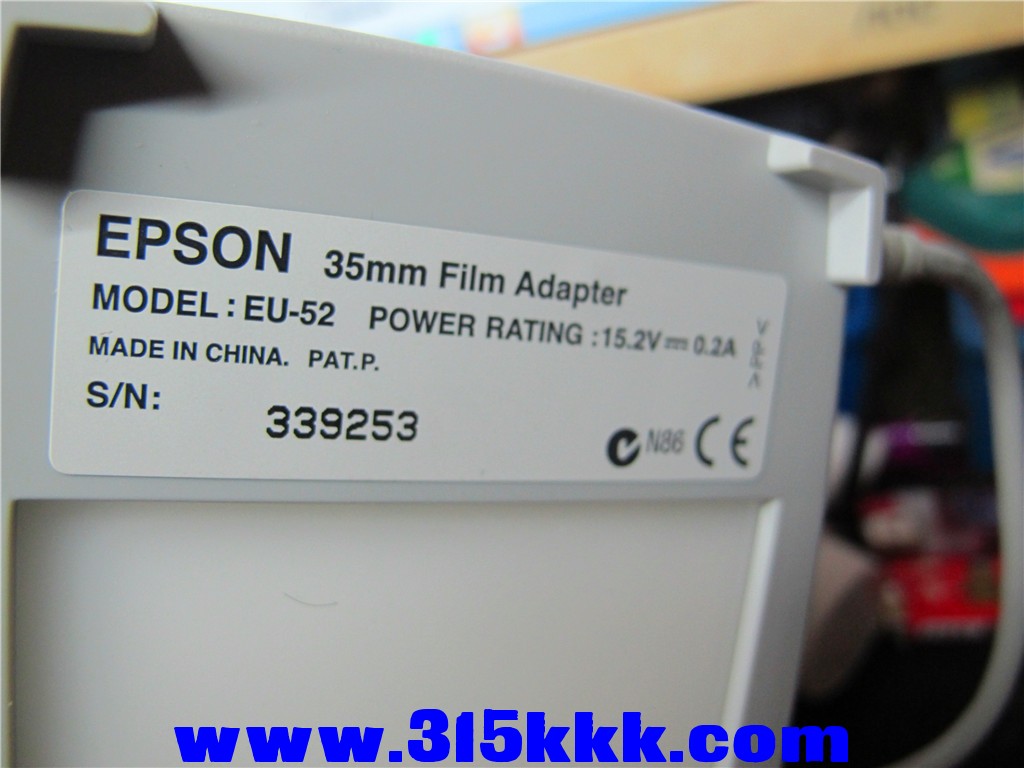 EPSON 35mm Film Adapter
MODEL : EU-52 POWER RATING : 15.2V⎓0.2A
MADE IN CHINA. PAT.P.
S/N: 339253
N86 CE
www.315kkk.com